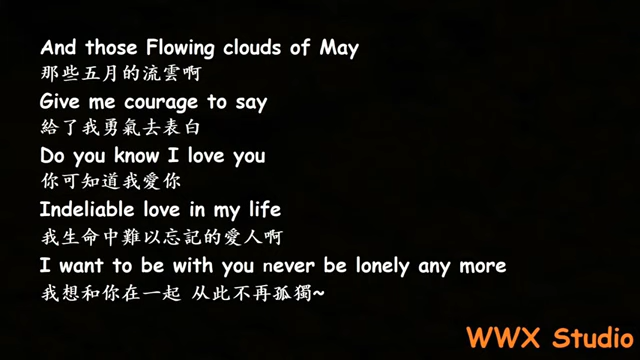 And those Flowing clouds of May
那些五月的流雲啊
Give me courage to say
給了我勇氣去表白
Do you know I love you
你可知道我愛你
Indeliable love in my life
我生命中難以忘記的愛人啊
I want to be with you never be lonely any more
我想和你在一起 从此不再孤獨~
WWX Studio